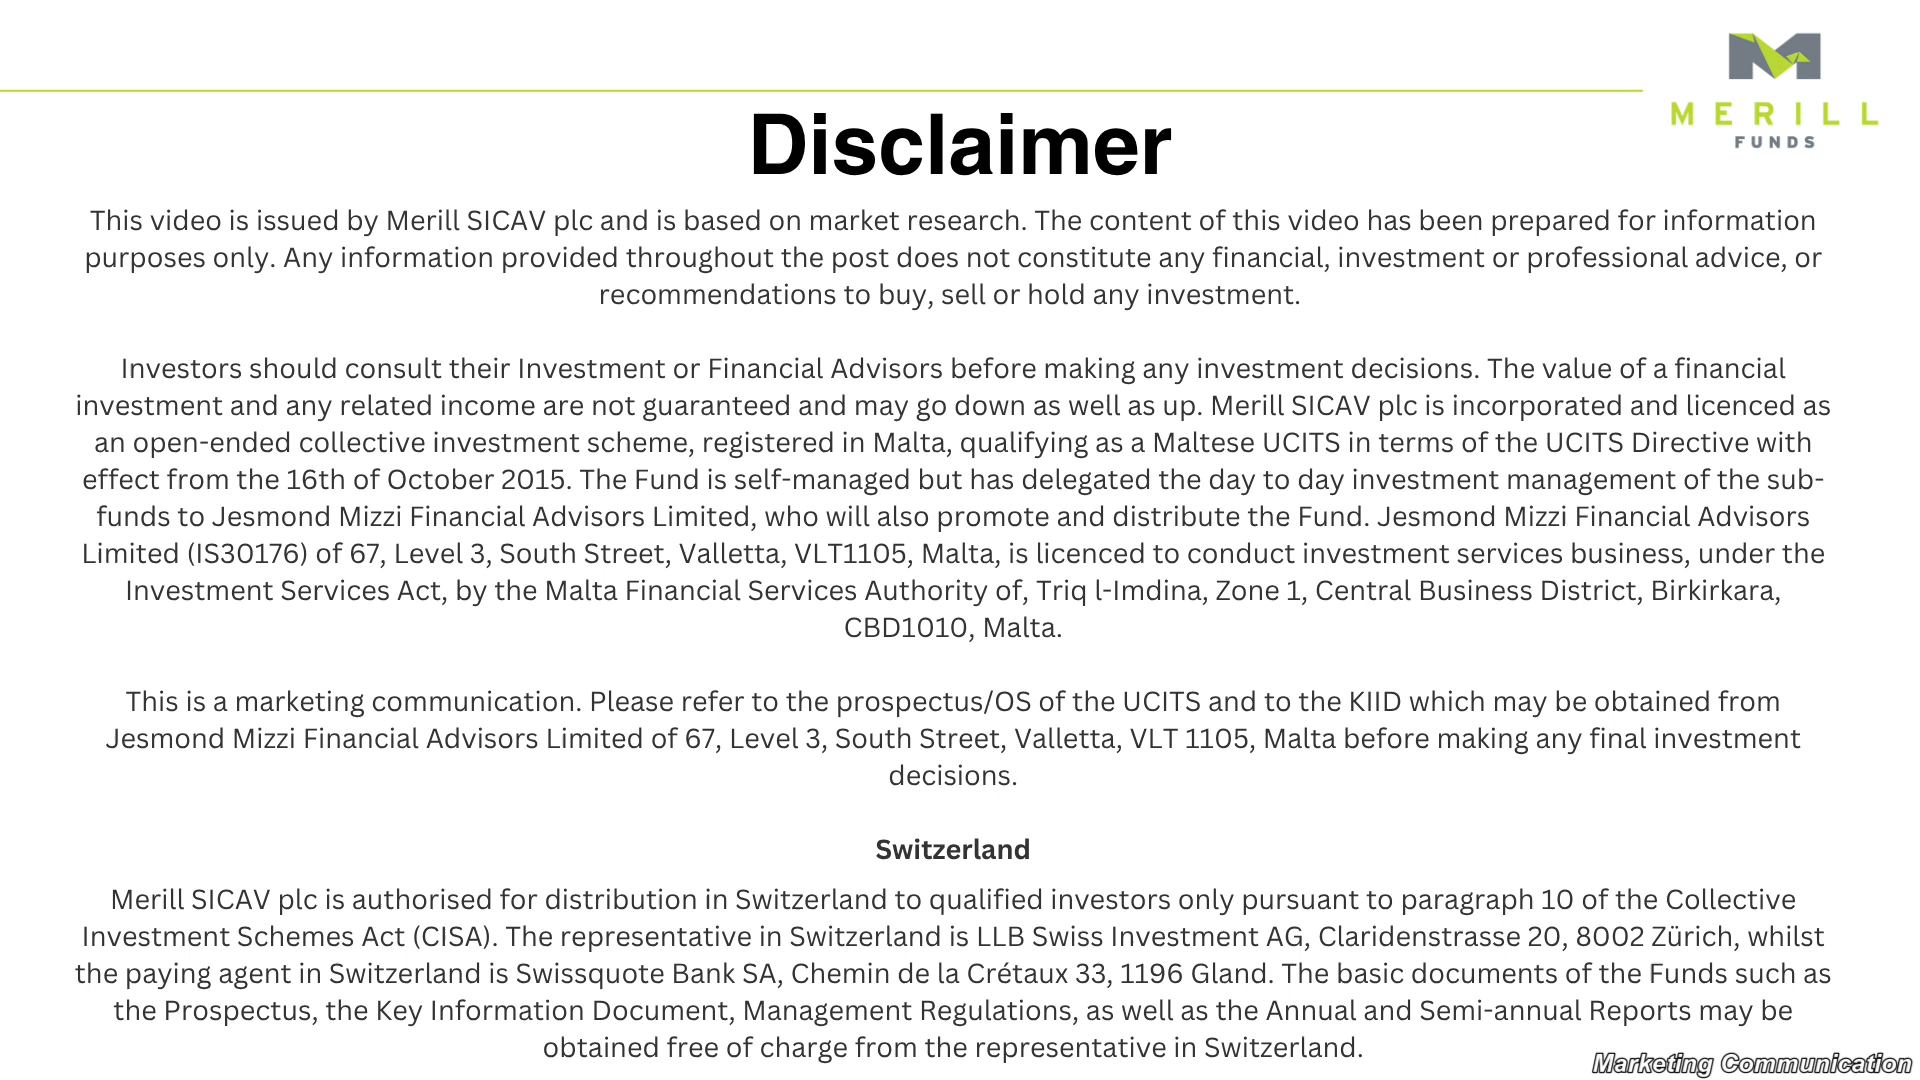 MERILL
FUNDS
Disclaimer
This video is issued by Merill SICAV plc and is based on market research. The content of this video has been prepared for information
purposes only. Any information provided throughout the post does not constitute any financial, investment or professional advice, or
recommendations to buy, sell or hold any investment.
Investors should consult their Investment or Financial Advisors before making any investment decisions. The value of a financial
investment and any related income are not guaranteed and may go down as well as up. Merill SICAV plc is incorporated and licenced as
an open-ended collective investment scheme, registered in Malta, qualifying as a Maltese UCITS in terms of the UCITS Directive with
effect from the 16th of October 2015. The Fund is self-managed but has delegated the day to day investment management of the sub-
funds to Jesmond Mizzi Financial Advisors Limited, who will also promote and distribute the Fund. Jesmond Mizzi Financial Advisors
Limited (IS30176) of 67, Level 3, South Street, Valletta, VLT1105, Malta, is licenced to conduct investment services business, under the
Investment Services Act, by the Malta Financial Services Authority of, Triq l-Imdina, Zone 1, Central Business District, Birkirkara,
CBD1010, Malta.
This is a marketing communication. Please refer to the prospectus/OS of the UCITS and to the KIID which may be obtained from
Jesmond Mizzi Financial Advisors Limited of 67, Level 3, South Street, Valletta, VLT 1105, Malta before making any final investment
decisions.
Switzerland
Merill SICAV plc is authorised for distribution in Switzerland to qualified investors only pursuant to paragraph 10 of the Collective
Investment Schemes Act (CISA). The representative in Switzerland is LLB Swiss Investment AG, Claridenstrasse 20, 8002 Zürich, whilst
the paying agent in Switzerland is Swissquote Bank SA, Chemin de la Crétaux 33, 1196 Gland. The basic documents of the Funds such as
the Prospectus, the Key Information Document, Management Regulations, as well as the Annual and Semi-annual Reports may be
obtained free of charge from the representative in Switzerland.
Marketing Communication